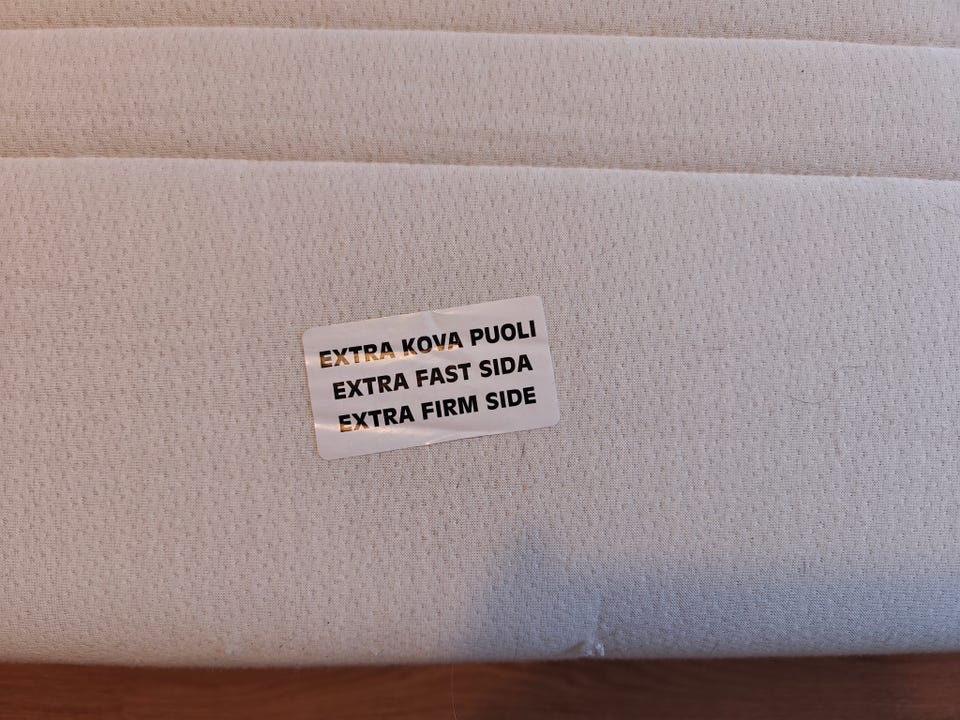 EXTRA KOVA PUOLI
EXTRA FAST SIDA
EXTRA FIRM SIDE